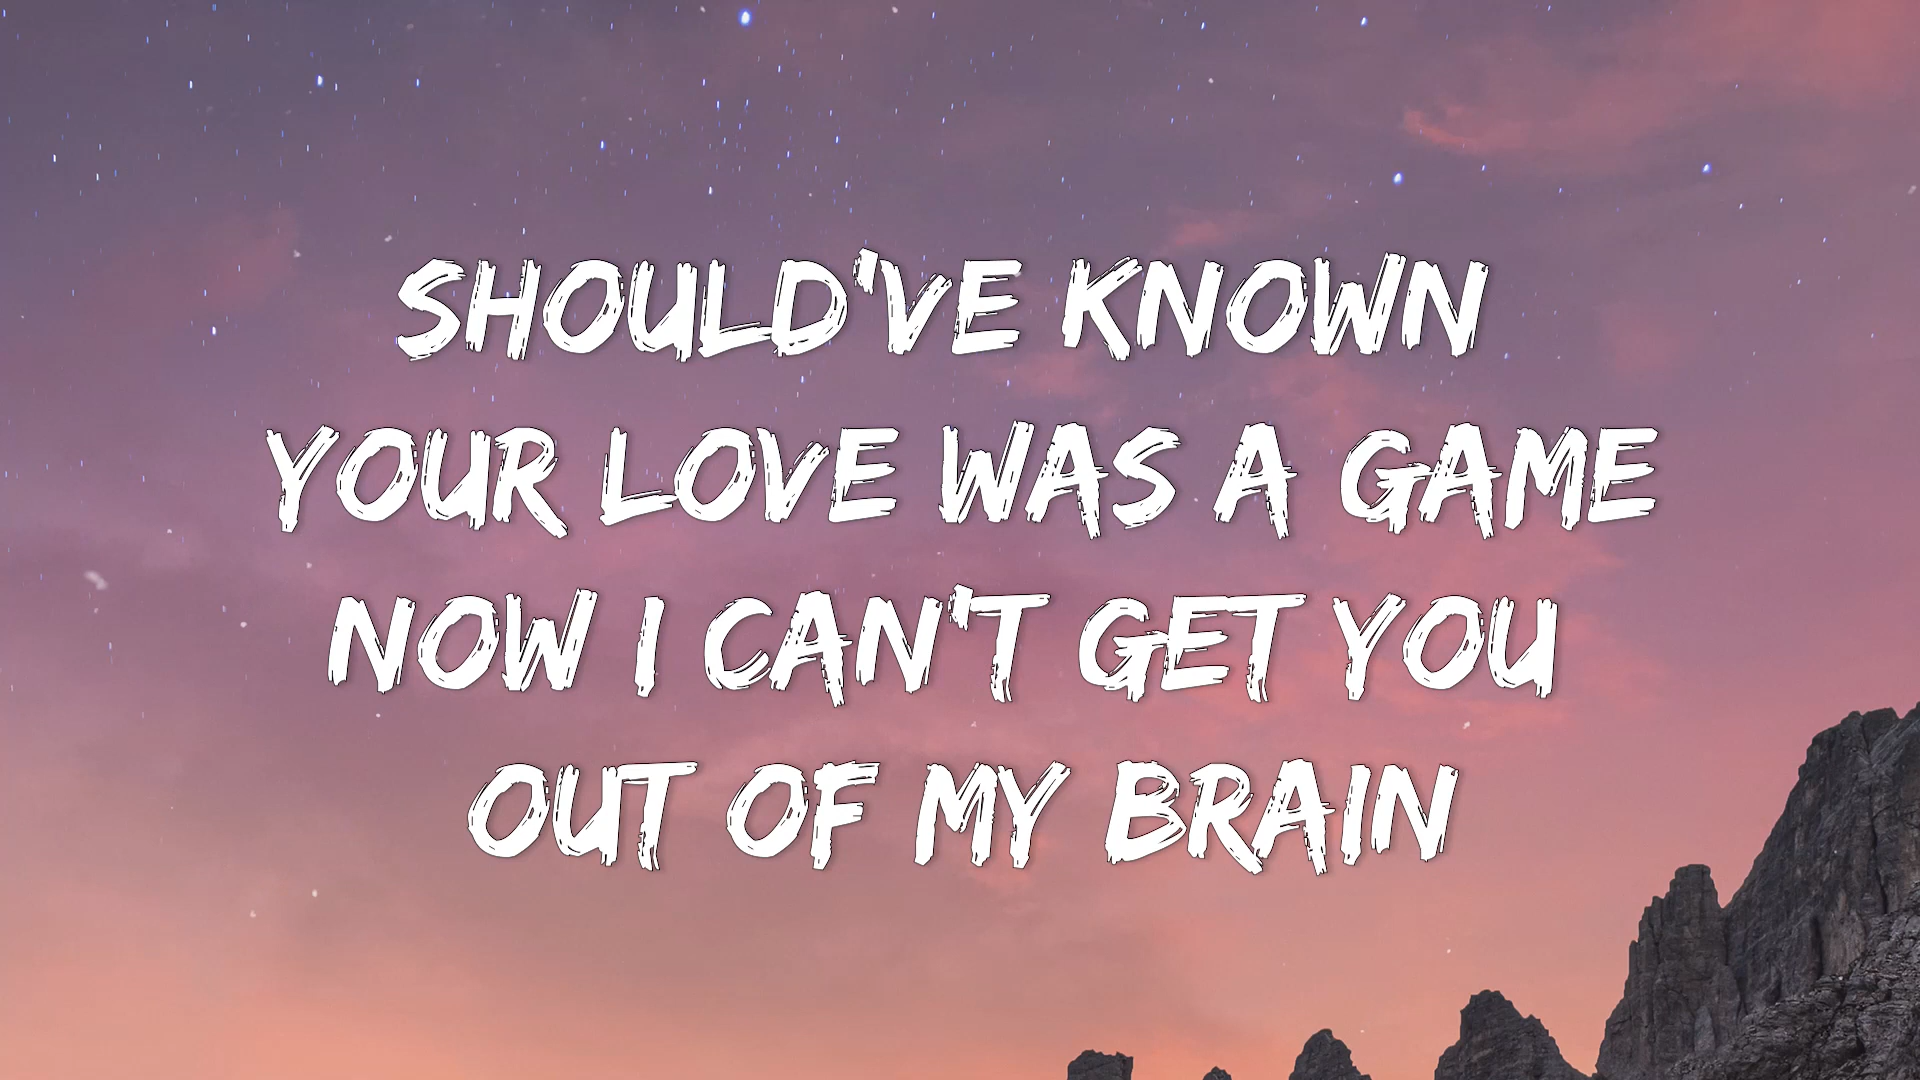 SHOULD'VE KNOWN
YOUR LOVE WAS A GAME
NOW I CAN'T GET YOU
OUT OF MY BRAIN